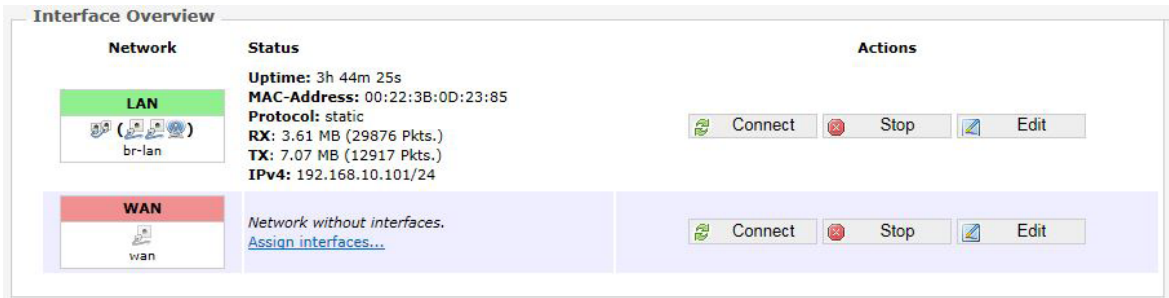 Interface Overview
Network Status Actions
LAN
br-lan
Uptime: 3h 44m 25s
MAC-Address: 00:22:3B:0D:23:85
Protocol: static
RX: 3.61 MB (29876 Pkts.)
TX: 7.07 MB (12917 Pkts.)
IPv4: 192.168.10.101/24
Connect Stop Edit
WAN
wan
Network without interfaces.
Assign interfaces...
Connect Stop Edit